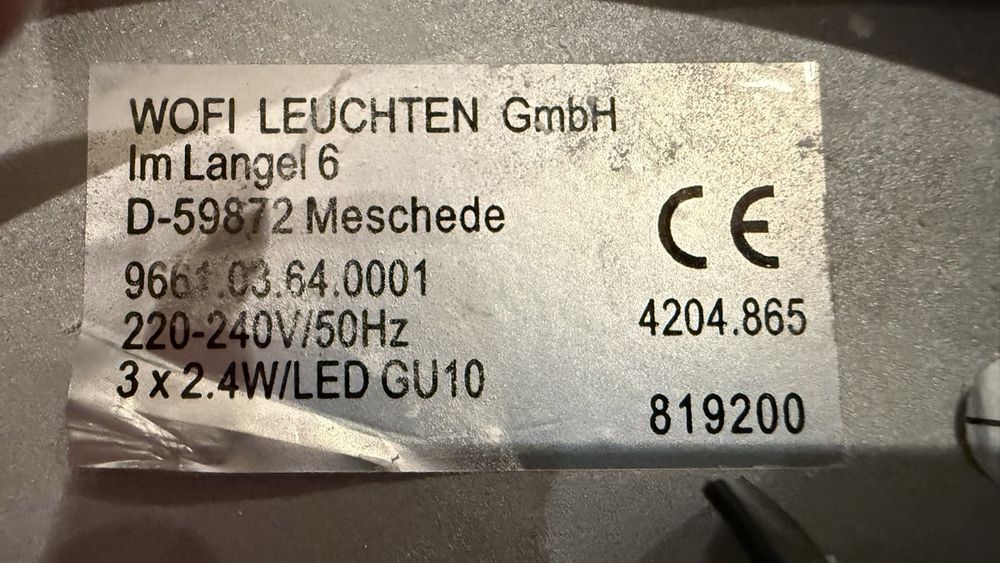 WOFI LEUCHTEN GmbH
Im Langel 6
D-59872 Meschede
CE
9661.03.64.0001
4204.865
220-240V/50Hz
3 x 2.4W/LED GU10
819200